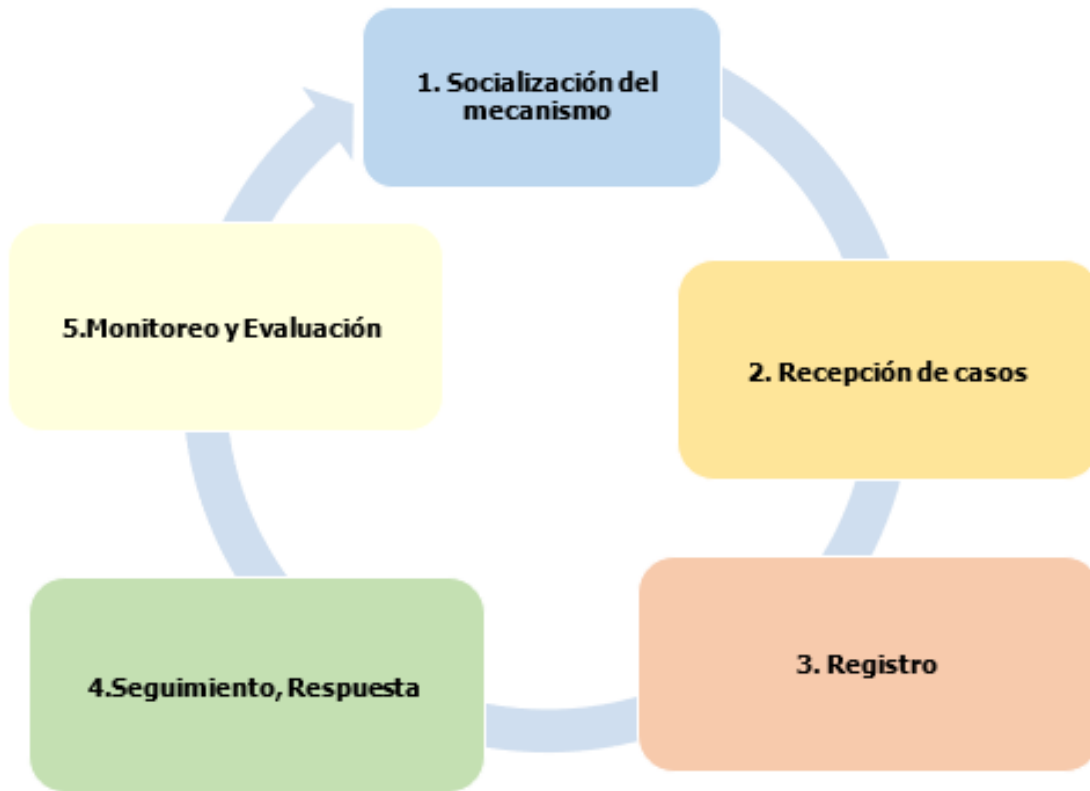 1. Socialización del
mecanismo
2. Recepción de casos
3. Registro
4.Seguimiento, Respuesta
5.Monitoreo y Evaluación